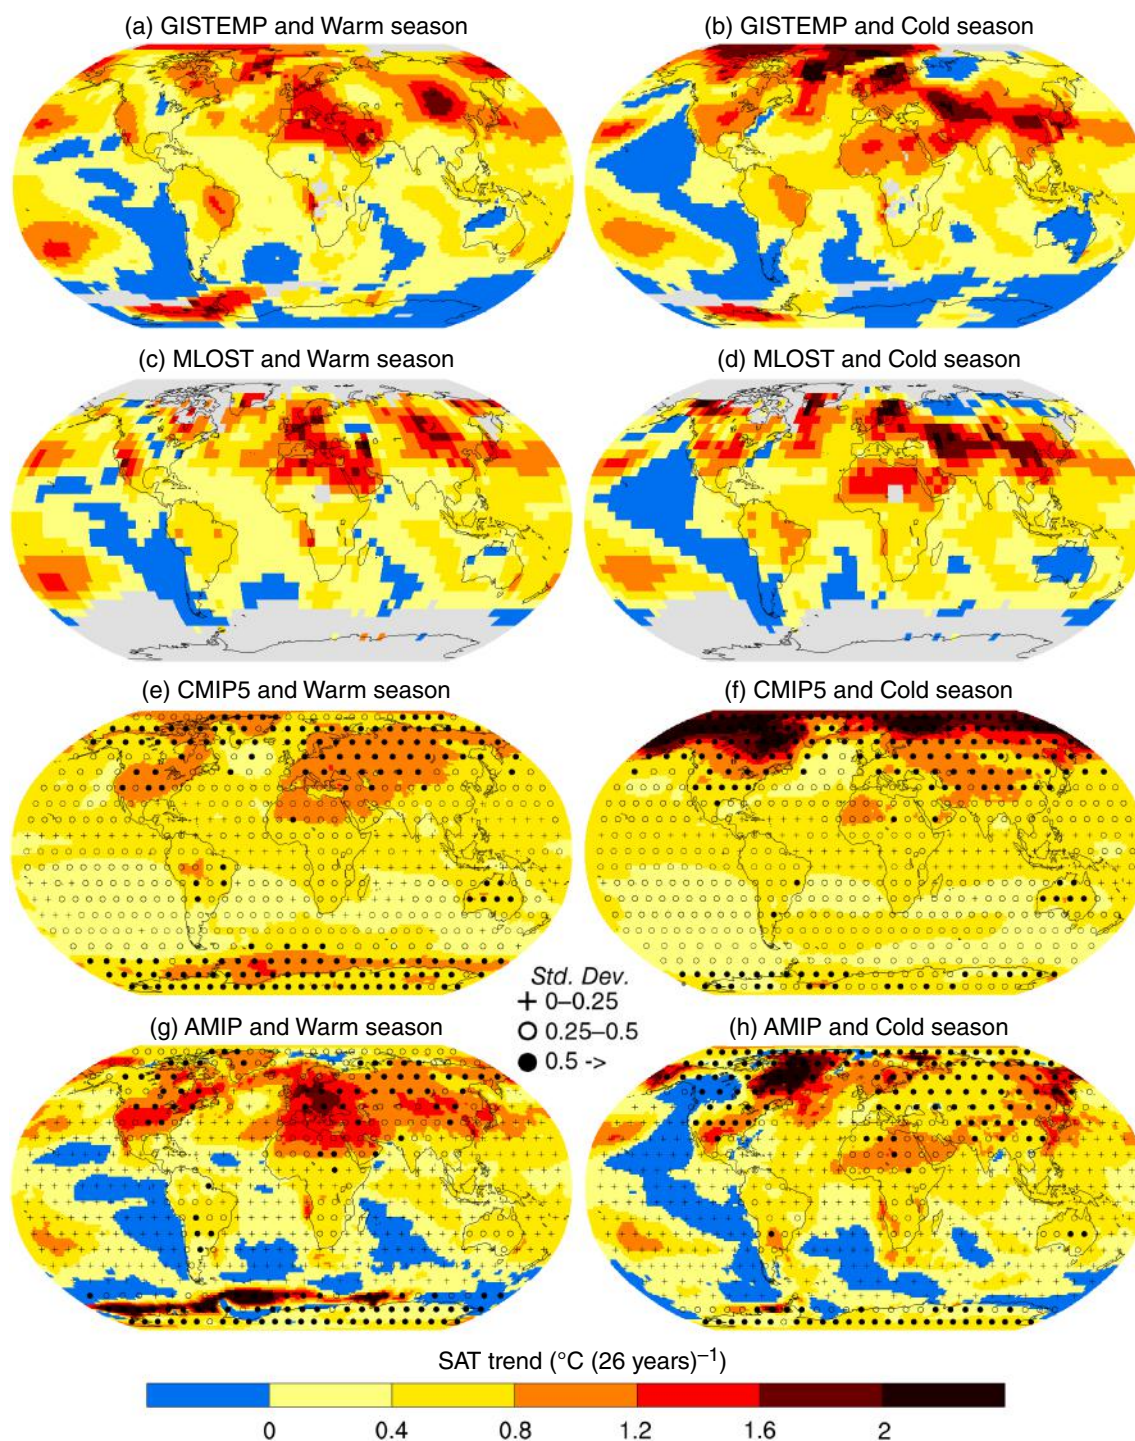 (a) GISTEMP and Warm season
(b) GISTEMP and Cold season
(c) MLOST and Warm season
(d) MLOST and Cold season
(e) CMIP5 and Warm season
(f) CMIP5 and Cold season
Std. Dev.
+ 0–0.25
○ 0.25–0.5
● 0.5 ->
(g) AMIP and Warm season
(h) AMIP and Cold season
SAT trend (°C (26 years)⁻¹)
0 0.4 0.8 1.2 1.6 2